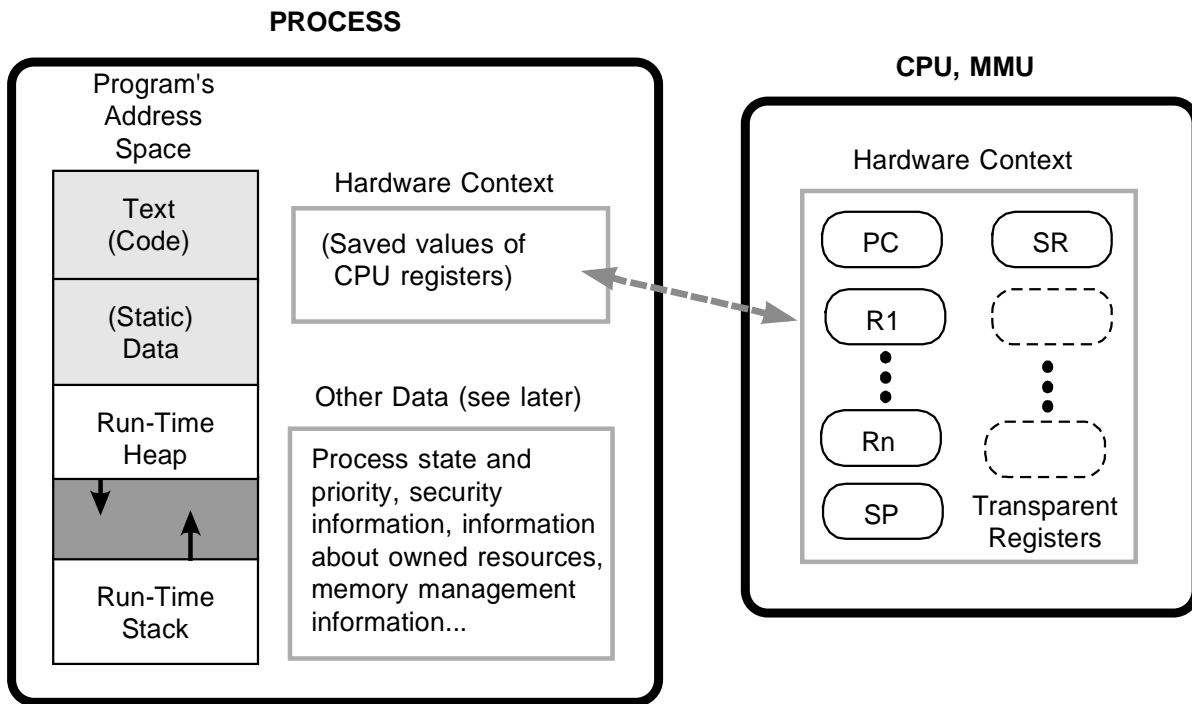 PROCESS
Program's
Address
Space
Text
(Code)
(Static)
Data
Run-Time
Heap
Run-Time
Stack
Hardware Context
(Saved values of
CPU registers)
Other Data (see later)
Process state and
priority, security
information, information
about owned resources,
memory management
information...
CPU, MMU
Hardware Context
PC
SR
R1
Rn
SP
Transparent
Registers